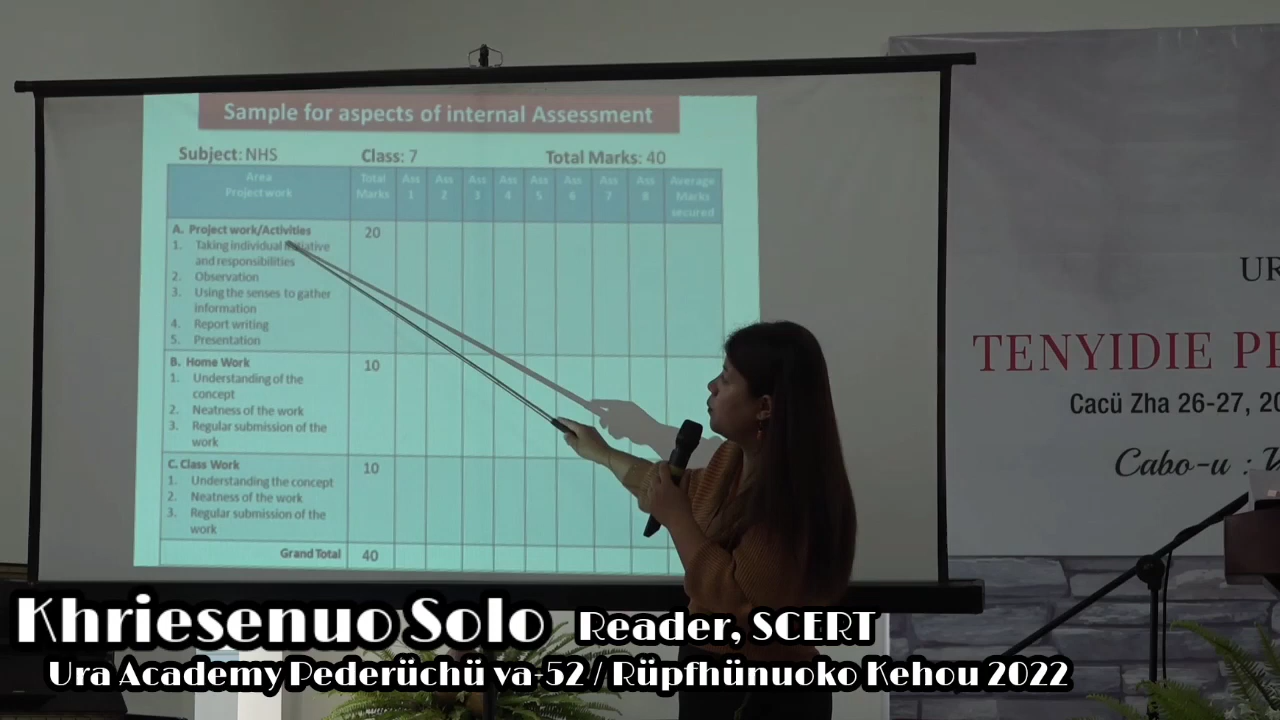 Sample for aspects of internal Assessment
Subject: NHS Class: 7 Total Marks: 40
Area Project work
Total Marks
Ass 1
Ass 2
Ass 3
Ass 4
Ass 5
Ass 6
Ass 7
Ass 8
Average Marks secured
A. Project work/Activities 20
1. Taking individual initiative
and responsibilities
2. Observation
3. Using the senses to gather
information
4. Report writing
5. Presentation
B. Home Work 10
1. Understanding of the
concept
2. Neatness of the work
3. Regular submission of the
work
C. Class Work 10
1. Understanding the concept
2. Neatness of the work
3. Regular submission of the
work
Grand Total 40
TENYIDIE
Cacü Zha 26-27,
Cabo-u :
Khriesenuo Solo Reader, SCERT
Ura Academy Pederüchü va-52 / Rüpfhünuoko Kehou 2022